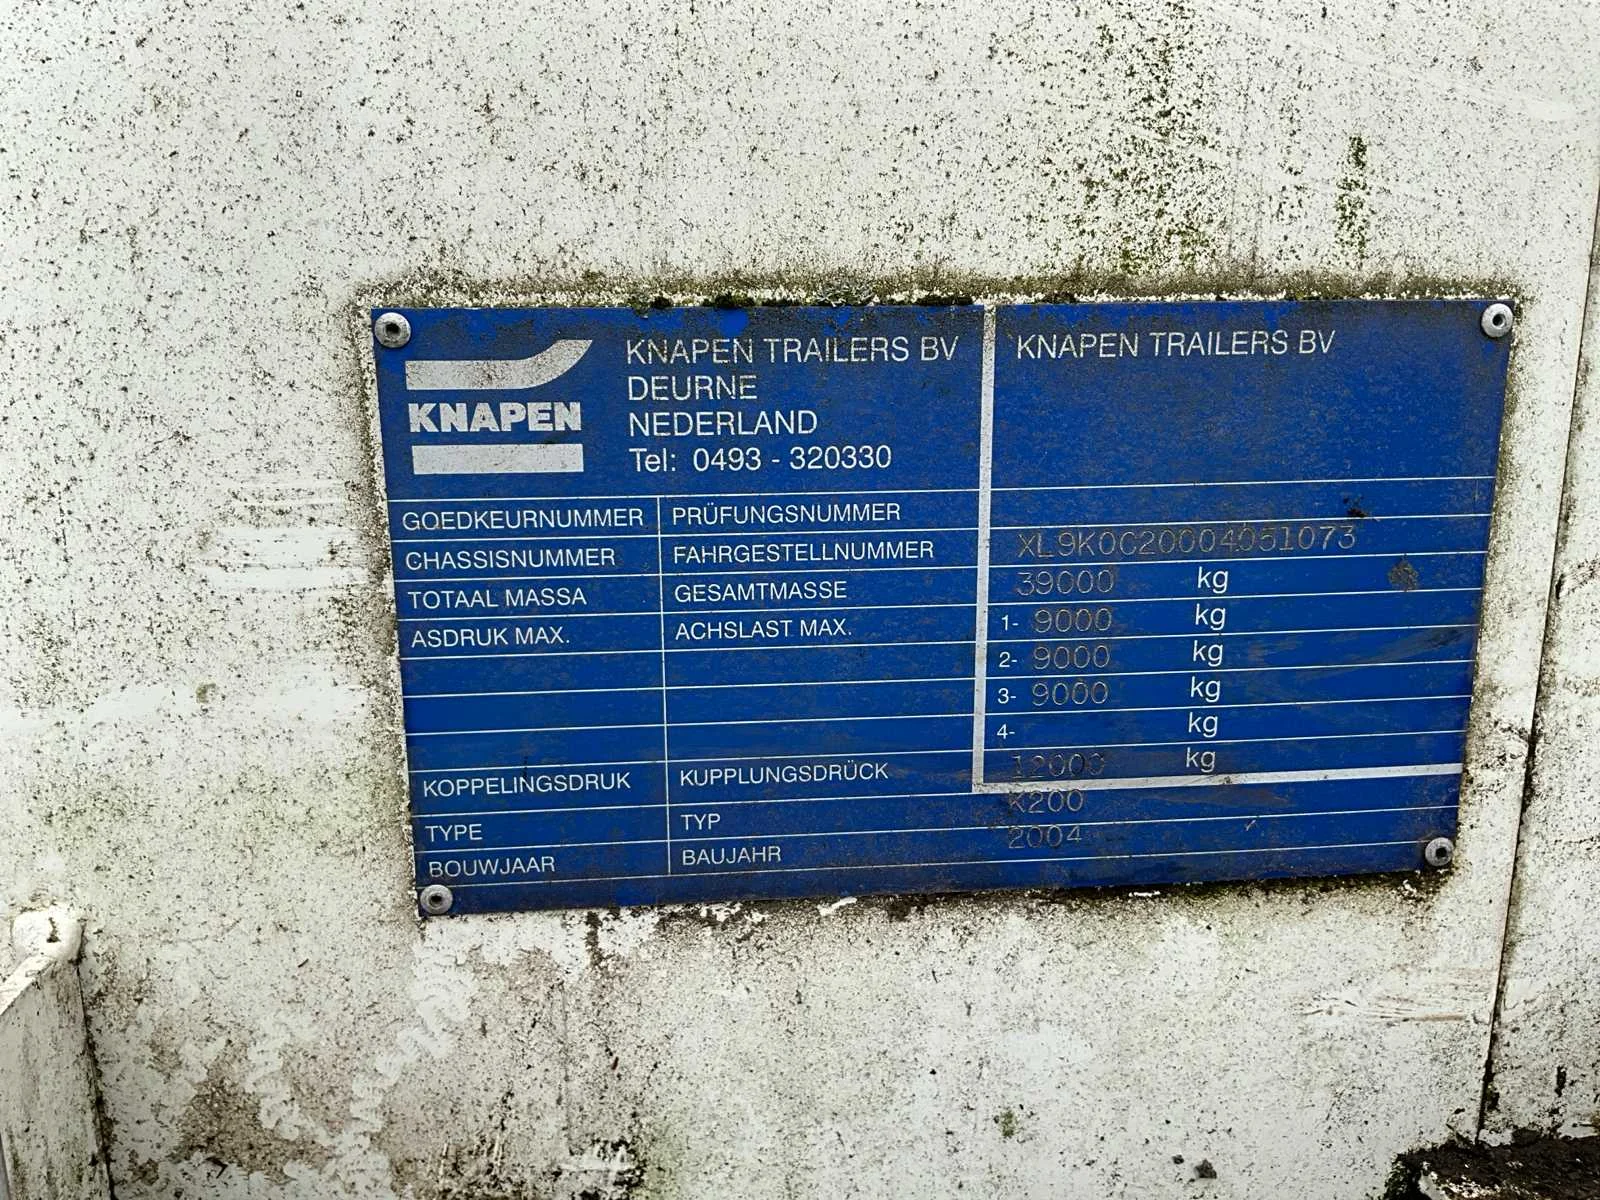 KNAPEN
KNAPEN TRAILERS BV
DEURNE
NEDERLAND
Tel: 0493 - 320330
KNAPEN TRAILERS BV
GOEDKEURNUMMER PRÜFUNGSNUMMER
CHASSISNUMMER FAHRGESTELLNUMMER XL9K0C20004051073
TOTAAL MASSA GESAMTMASSE 39000 kg
ASDRUK MAX. ACHSLAST MAX. 1- 9000 kg
2- 9000 kg
3- 9000 kg
4- kg
KOPPELINGSDRUK KUPPLUNGSDRÜCK 12000 kg
TYPE TYP K200
BOUWJAAR BAUJAHR 2004